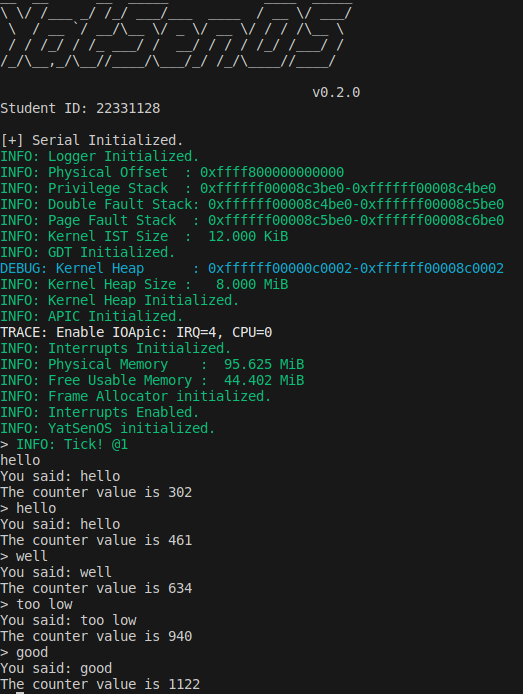 v0.2.0
Student ID: 22331128
[+] Serial Initialized.
INFO: Logger Initialized.
INFO: Physical Offset  : 0xffff800000000000
INFO: Privilege Stack  : 0xffffff00008c3be0-0xffffff00008c4be0
INFO: Double Fault Stack: 0xffffff00008c4be0-0xffffff00008c5be0
INFO: Page Fault Stack  : 0xffffff00008c5be0-0xffffff00008c6be0
INFO: Kernel IST Size  :  12.000 KiB
INFO: GDT Initialized.
DEBUG: Kernel Heap      : 0xffffff00000c0002-0xffffff00008c0002
INFO: Kernel Heap Size :   8.000 MiB
INFO: Kernel Heap Initialized.
INFO: APIC Initialized.
TRACE: Enable IOApic: IRQ=4, CPU=0
INFO: Interrupts Initialized.
INFO: Physical Memory    :  95.625 MiB
INFO: Free Usable Memory :  44.402 MiB
INFO: Frame Allocator initialized.
INFO: Interrupts Enabled.
INFO: YatSenOS initialized.
> INFO: Tick! @1
hello
You said: hello
The counter value is 302
> hello
You said: hello
The counter value is 461
> well
You said: well
The counter value is 634
> too low
You said: too low
The counter value is 940
> good
You said: good
The counter value is 1122